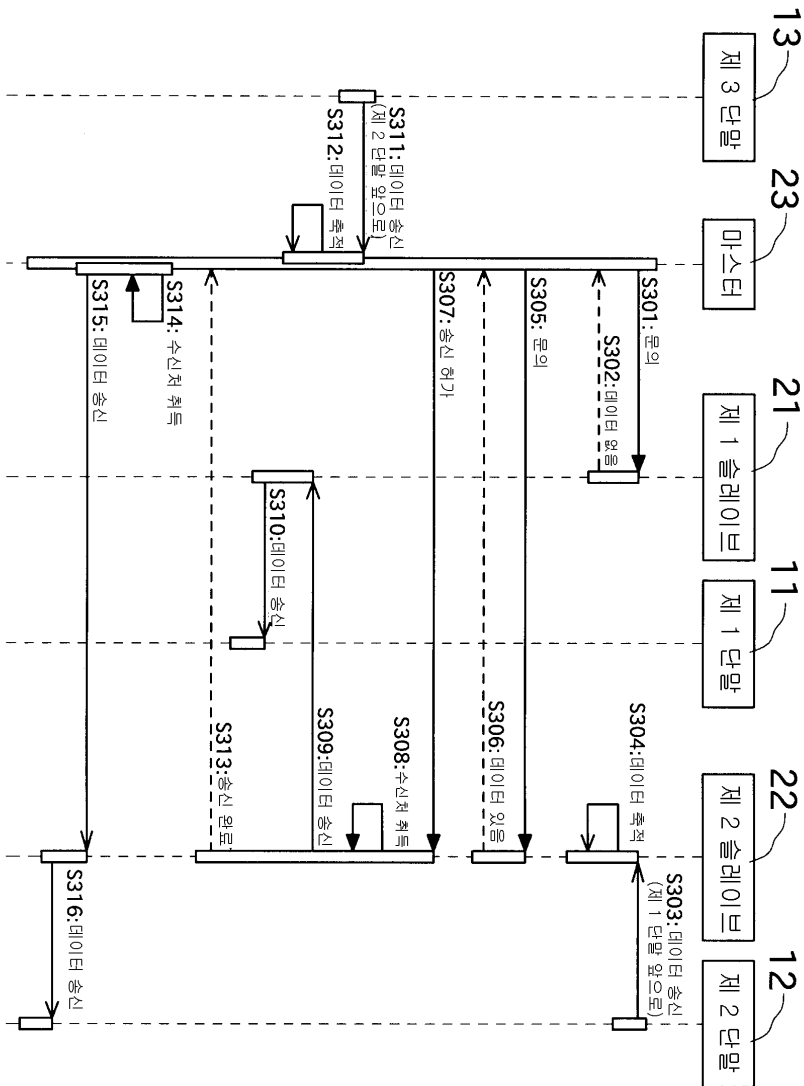 13
제 3 단말
23
마스터
21
제 1 슬레이브
11
제 1 단말
22
제 2 슬레이브
12
제 2 단말
S301: 문의
S302:데이터 없음
S303:데이터 송신
(제 1 단말 앞으로)
S304:데이터 축적
S305: 문의
S306: 데이터 있음
S307:송신 허가
S308:수신처 취득
S309:데이터 송신
S310:데이터 송신
S311: 데이터 송신
(제 2 단말 앞으로)
S312: 데이터 축적
S313:송신 완료
S314: 수신처 취득
S315:데이터 송신
S316:데이터 송신